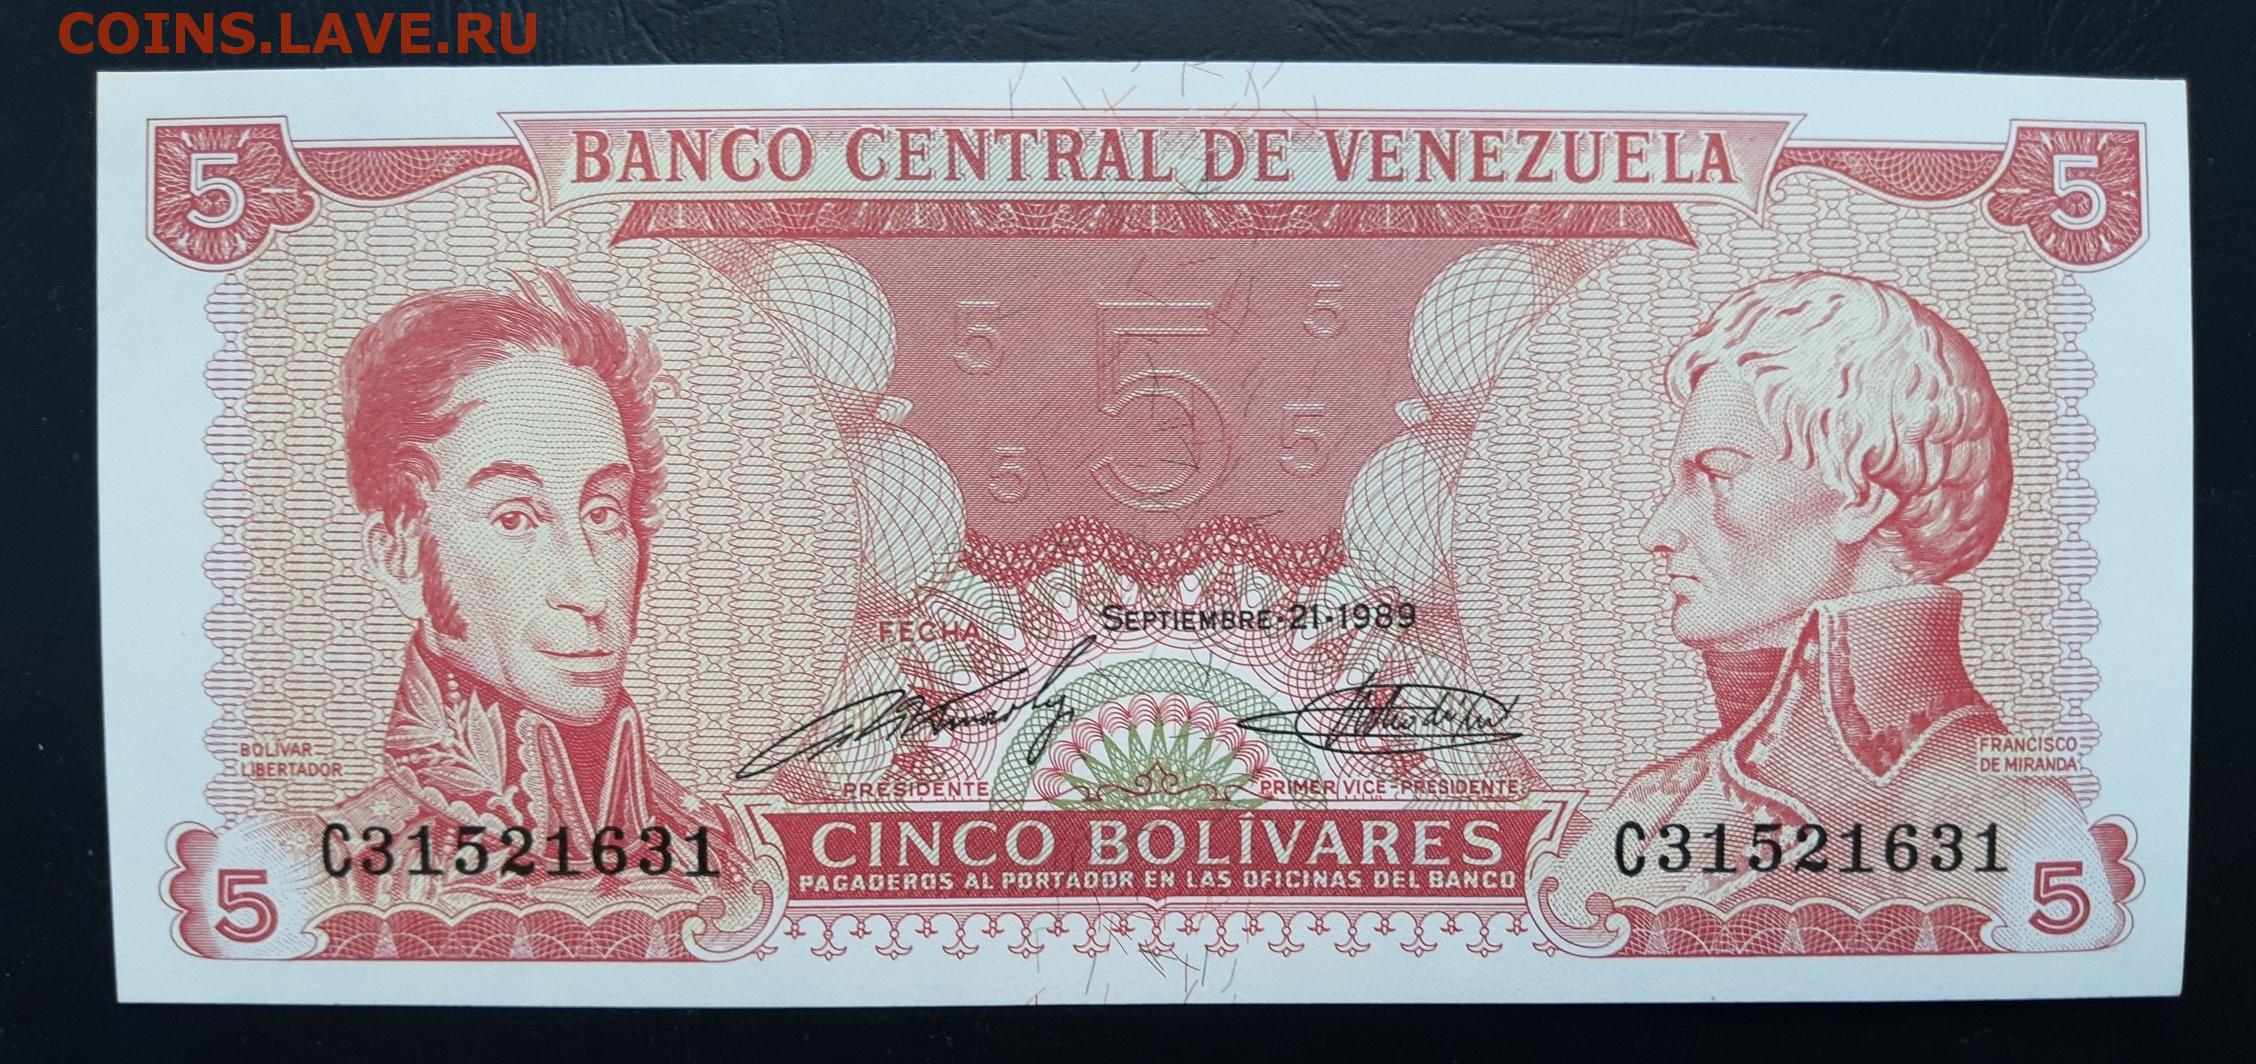 COINS.LAVE.RU
5 BANCO CENTRAL DE VENEZUELA 5
5 5
5
5 5
FECHA SEPTIEMBRE-21-1989
BOLÍVAR
LIBERTADOR
FRANCISCO
DE MIRANDA
PRESIDENTE PRIMER VICE-PRESIDENTE
C31521631 CINCO BOLÍVARES C31521631
5 PAGADEROS AL PORTADOR EN LAS OFICINAS DEL BANCO 5